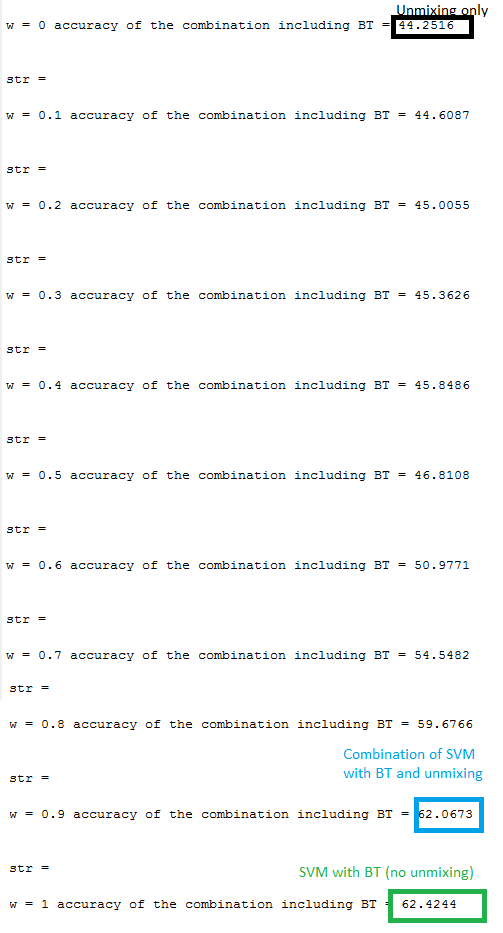 Unmixing only
w = 0 accuracy of the combination including BT = 44.2516
str =
w = 0.1 accuracy of the combination including BT = 44.6087
str =
w = 0.2 accuracy of the combination including BT = 45.0055
str =
w = 0.3 accuracy of the combination including BT = 45.3626
str =
w = 0.4 accuracy of the combination including BT = 45.8486
str =
w = 0.5 accuracy of the combination including BT = 46.8108
str =
w = 0.6 accuracy of the combination including BT = 50.9771
str =
w = 0.7 accuracy of the combination including BT = 54.5482
str =
w = 0.8 accuracy of the combination including BT = 59.6766
Combination of SVM
with BT and unmixing
str =
w = 0.9 accuracy of the combination including BT = 62.0673
str =
SVM with BT (no unmixing)
w = 1 accuracy of the combination including BT = 62.4244